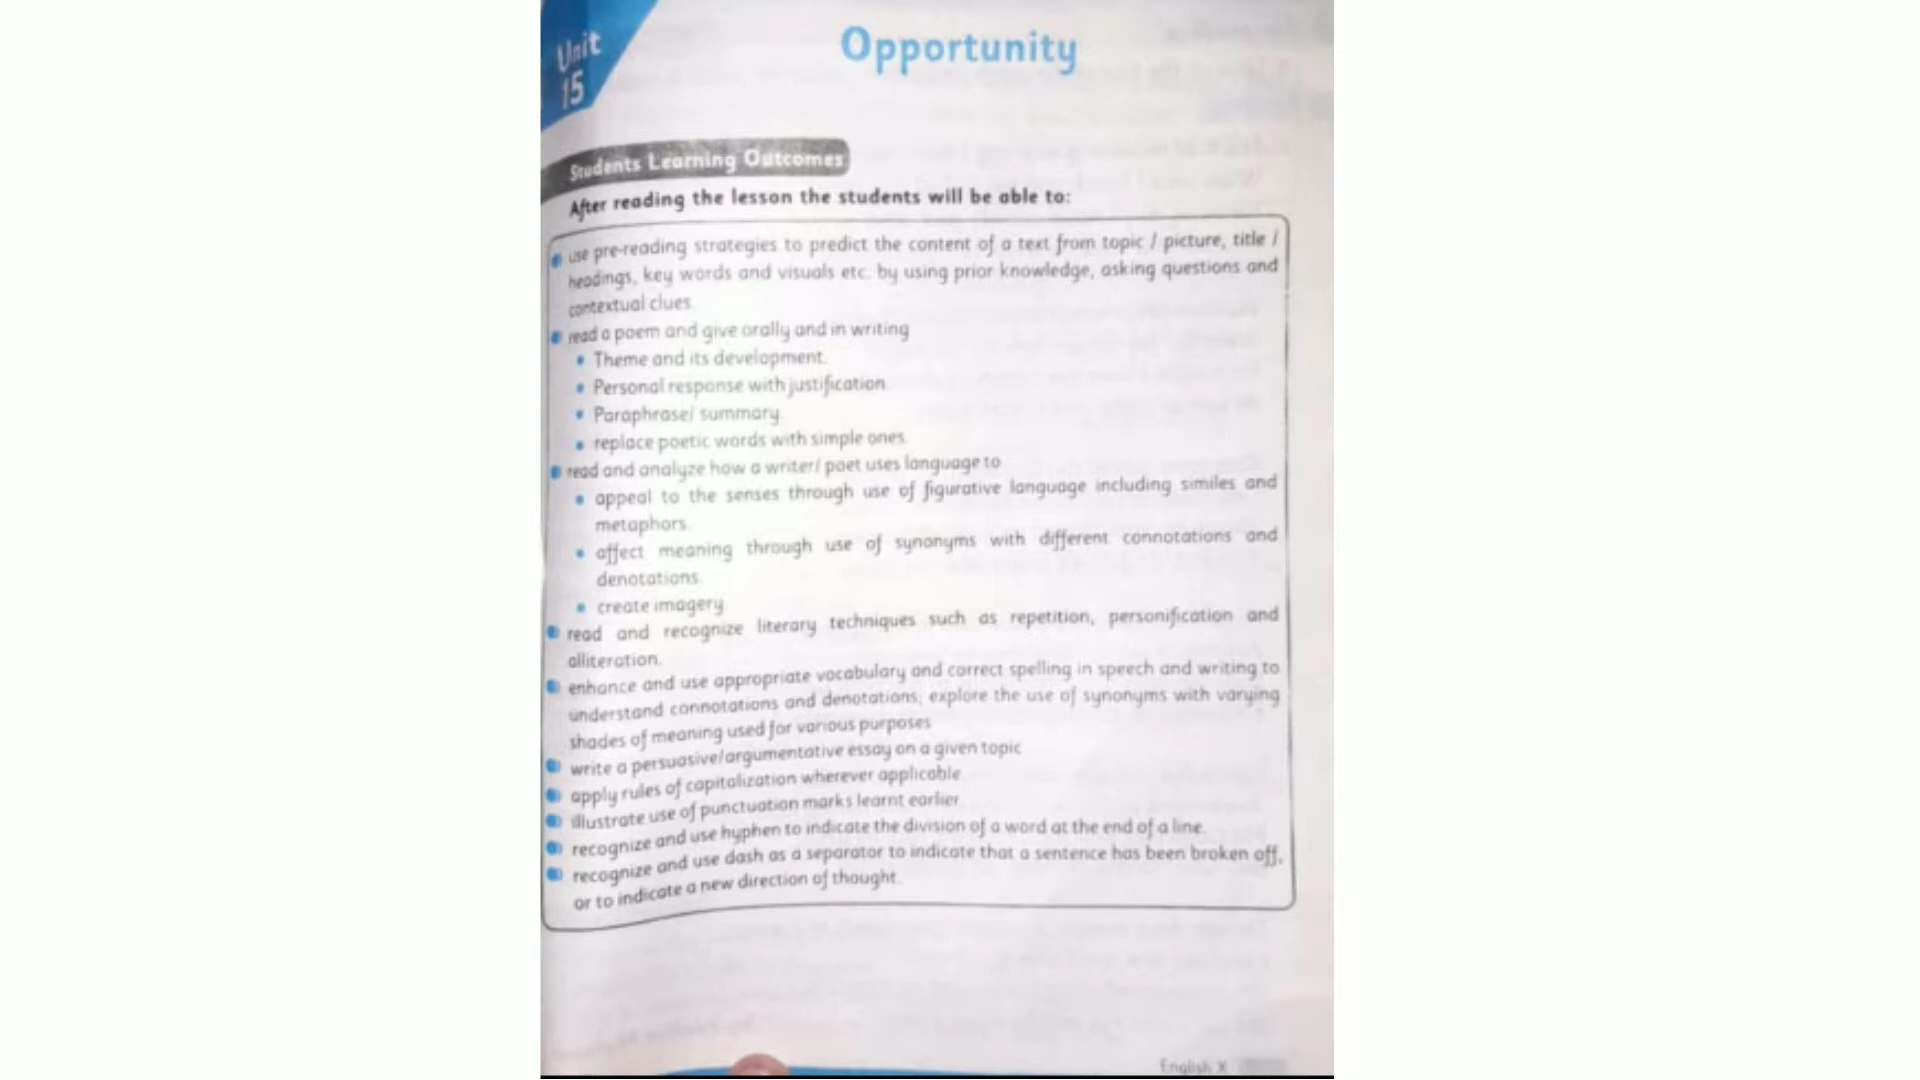 Unit
15
Opportunity
Students Learning Outcomes
After reading the lesson the students will be able to:
use pre-reading strategies to predict the content of a text from topic / picture, title /
headings, key words and visuals etc. by using prior knowledge, asking questions and
contextual clues.
read a poem and give orally and in writing
Theme and its development.
Personal response with justification.
Paraphrase/ summary.
replace poetic words with simple ones.
read and analyze how a writer/ poet uses language to
appeal to the senses through use of figurative language including similes and
metaphors.
affect meaning through use of synonyms with different connotations and
denotations.
create imagery
read and recognize literary techniques such as repetition, personification and
alliteration.
enhance and use appropriate vocabulary and correct spelling in speech and writing to
understand connotations and denotations; explore the use of synonyms with varying
shades of meaning used for various purposes
write a persuasive/argumentative essay on a given topic
apply rules of capitalization wherever applicable.
illustrate use of punctuation marks learnt earlier.
recognize and use hyphen to indicate the division of a word at the end of a line.
recognize and use dash as a separator to indicate that a sentence has been broken off,
or to indicate a new direction of thought.
English X